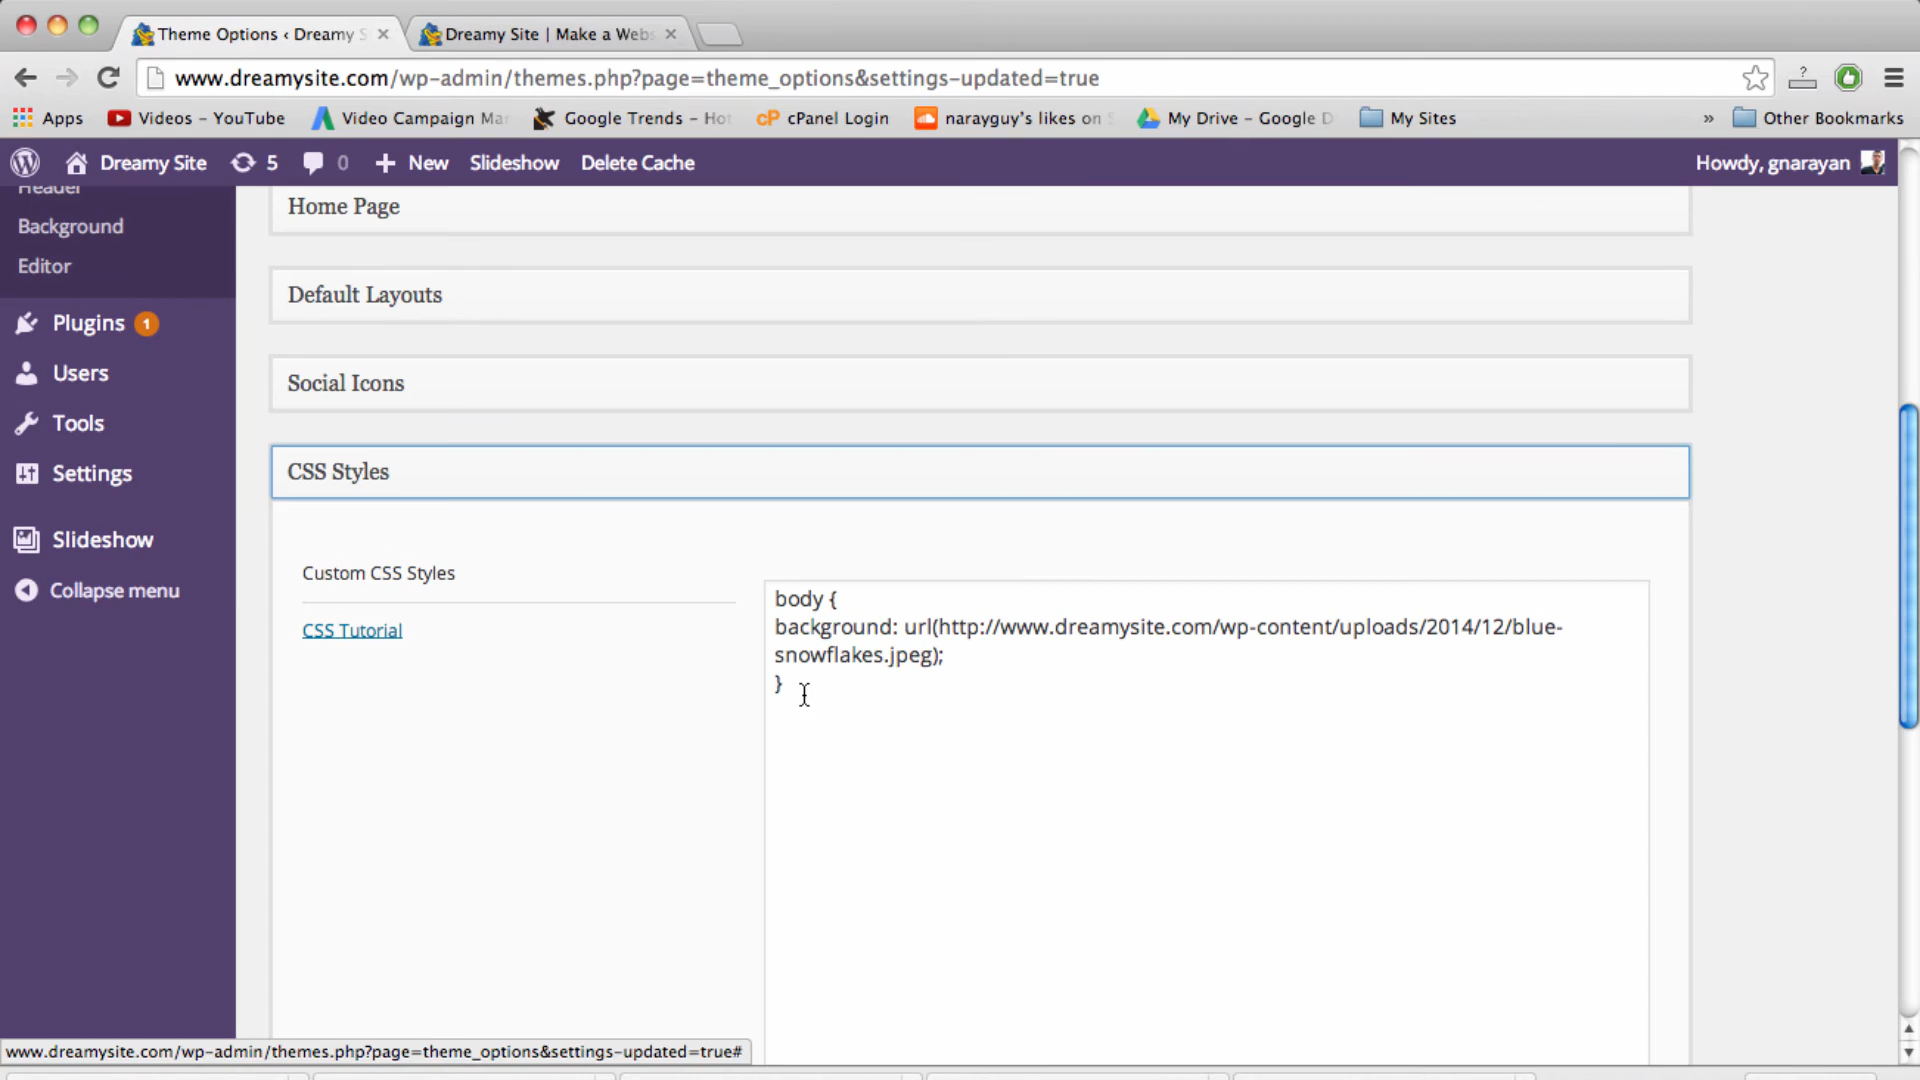 Theme Options ‹ Dreamy S
Dreamy Site | Make a Webs
www.dreamysite.com/wp-admin/themes.php?page=theme_options&settings-updated=true
Apps
Videos - YouTube
Video Campaign Ma
Google Trends - Hot
cPanel Login
narayguy's likes on
My Drive - Google D
My Sites
»
Other Bookmarks
Dreamy Site
5
0
+ New
Slideshow
Delete Cache
Howdy, gnarayan
Header
Background
Editor
Plugins 1
Users
Tools
Settings
Slideshow
Collapse menu
Home Page
Default Layouts
Social Icons
CSS Styles
Custom CSS Styles
CSS Tutorial
body {
background: url(http://www.dreamysite.com/wp-content/uploads/2014/12/blue-
snowflakes.jpeg);
}
www.dreamysite.com/wp-admin/themes.php?page=theme_options&settings-updated=true#